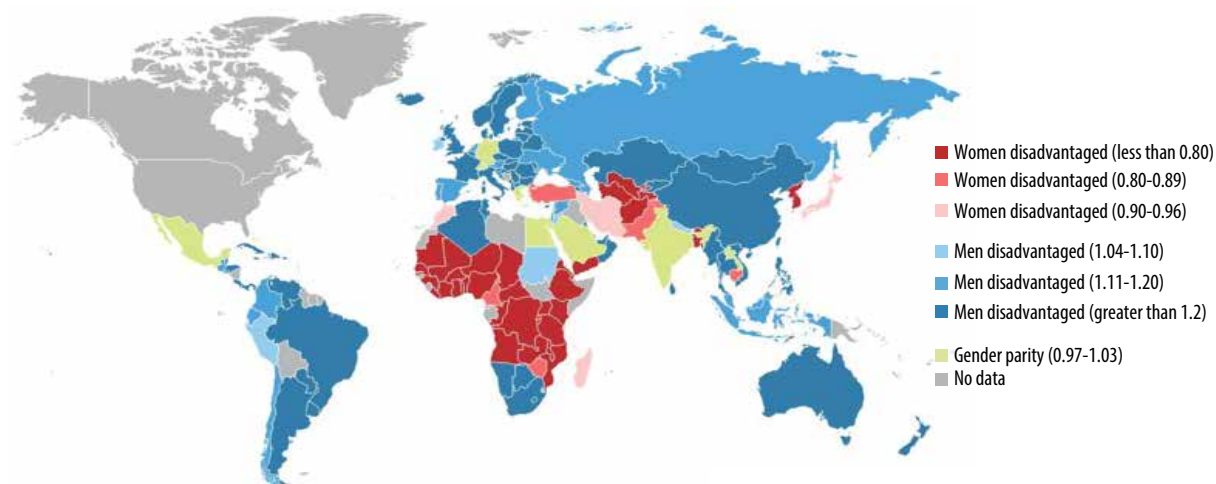 Women disadvantaged (less than 0.80)
Women disadvantaged (0.80-0.89)
Women disadvantaged (0.90-0.96)
Men disadvantaged (1.04-1.10)
Men disadvantaged (1.11-1.20)
Men disadvantaged (greater than 1.2)
Gender parity (0.97-1.03)
No data